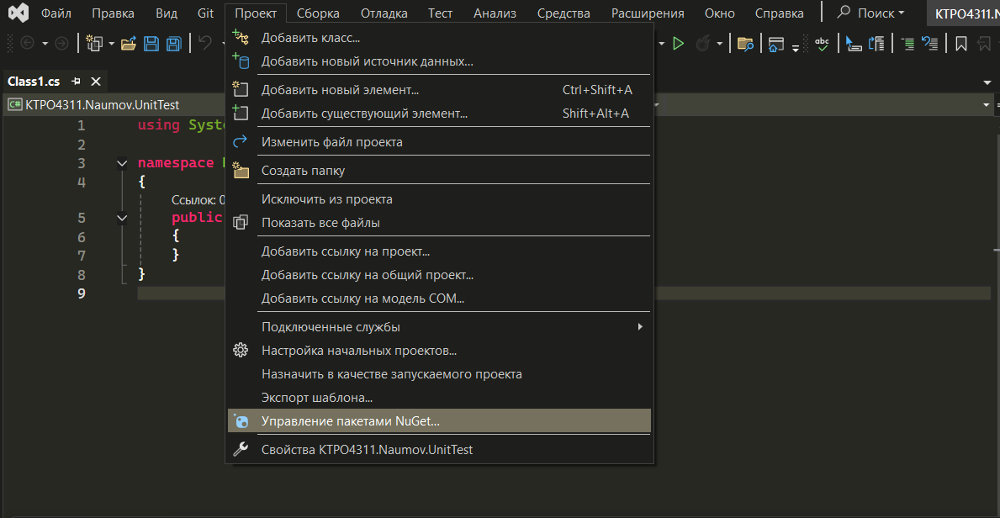 Файл Правка Вид Git Проект Сборка Отладка Тест Анализ Средства Расширения Окно Справка Поиск KTPO4311.N
Class1.cs
C# KTPO4311.Naumov.UnitTest
Добавить класс...
Добавить новый источник данных...
Добавить новый элемент... Ctrl+Shift+A
Добавить существующий элемент... Shift+Alt+A
Изменить файл проекта
Создать папку
Исключить из проекта
Показать все файлы
Добавить ссылку на проект...
Добавить ссылку на общий проект...
Добавить ссылку на модель COM...
Подключенные службы
Настройка начальных проектов...
Назначить в качестве запускаемого проекта
Экспорт шаблона...
Управление пакетами NuGet...
Свойства KTPO4311.Naumov.UnitTest
abc
1 using Syst
2
3 namespace
4 {
Ссылок: 0
5 public
6 {
7 }
8 }
9